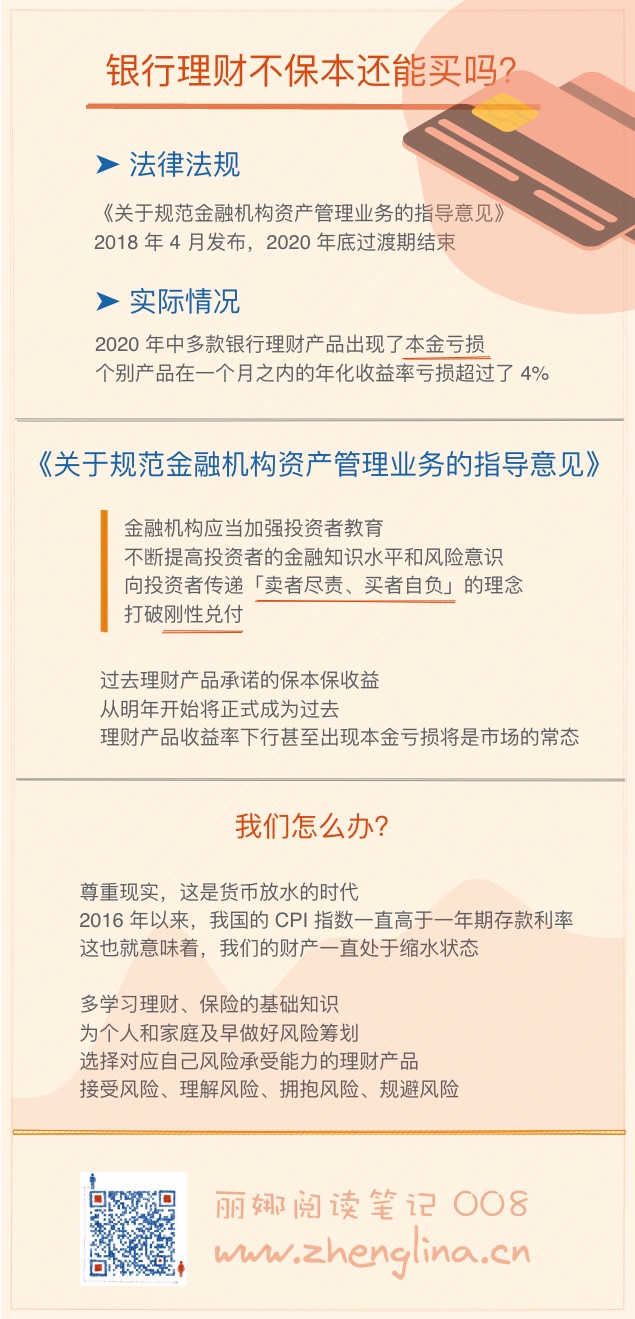 银行理财不保本还能买吗?
➤ 法律法规
《关于规范金融机构资产管理业务的指导意见》
2018 年 4 月发布，2020 年底过渡期结束
➤ 实际情况
2020 年中多款银行理财产品出现了本金亏损
个别产品在一个月之内的年化收益率亏损超过了 4%
《关于规范金融机构资产管理业务的指导意见》
金融机构应当加强投资者教育
不断提高投资者的金融知识水平和风险意识
向投资者传递「卖者尽责、买者自负」的理念
打破刚性兑付
过去理财产品承诺的保本保收益
从明年开始将正式成为过去
理财产品收益率下行甚至出现本金亏损将是市场的常态
我们怎么办?
尊重现实，这是货币放水的时代
2016 年以来，我国的 CPI 指数一直高于一年期存款利率
这也就意味着，我们的财产一直处于缩水状态
多学习理财、保险的基础知识
为个人和家庭及早做好风险筹划
选择对应自己风险承受能力的理财产品
接受风险、理解风险、拥抱风险、规避风险
丽娜阅读笔记 008
www.zhenglina.cn